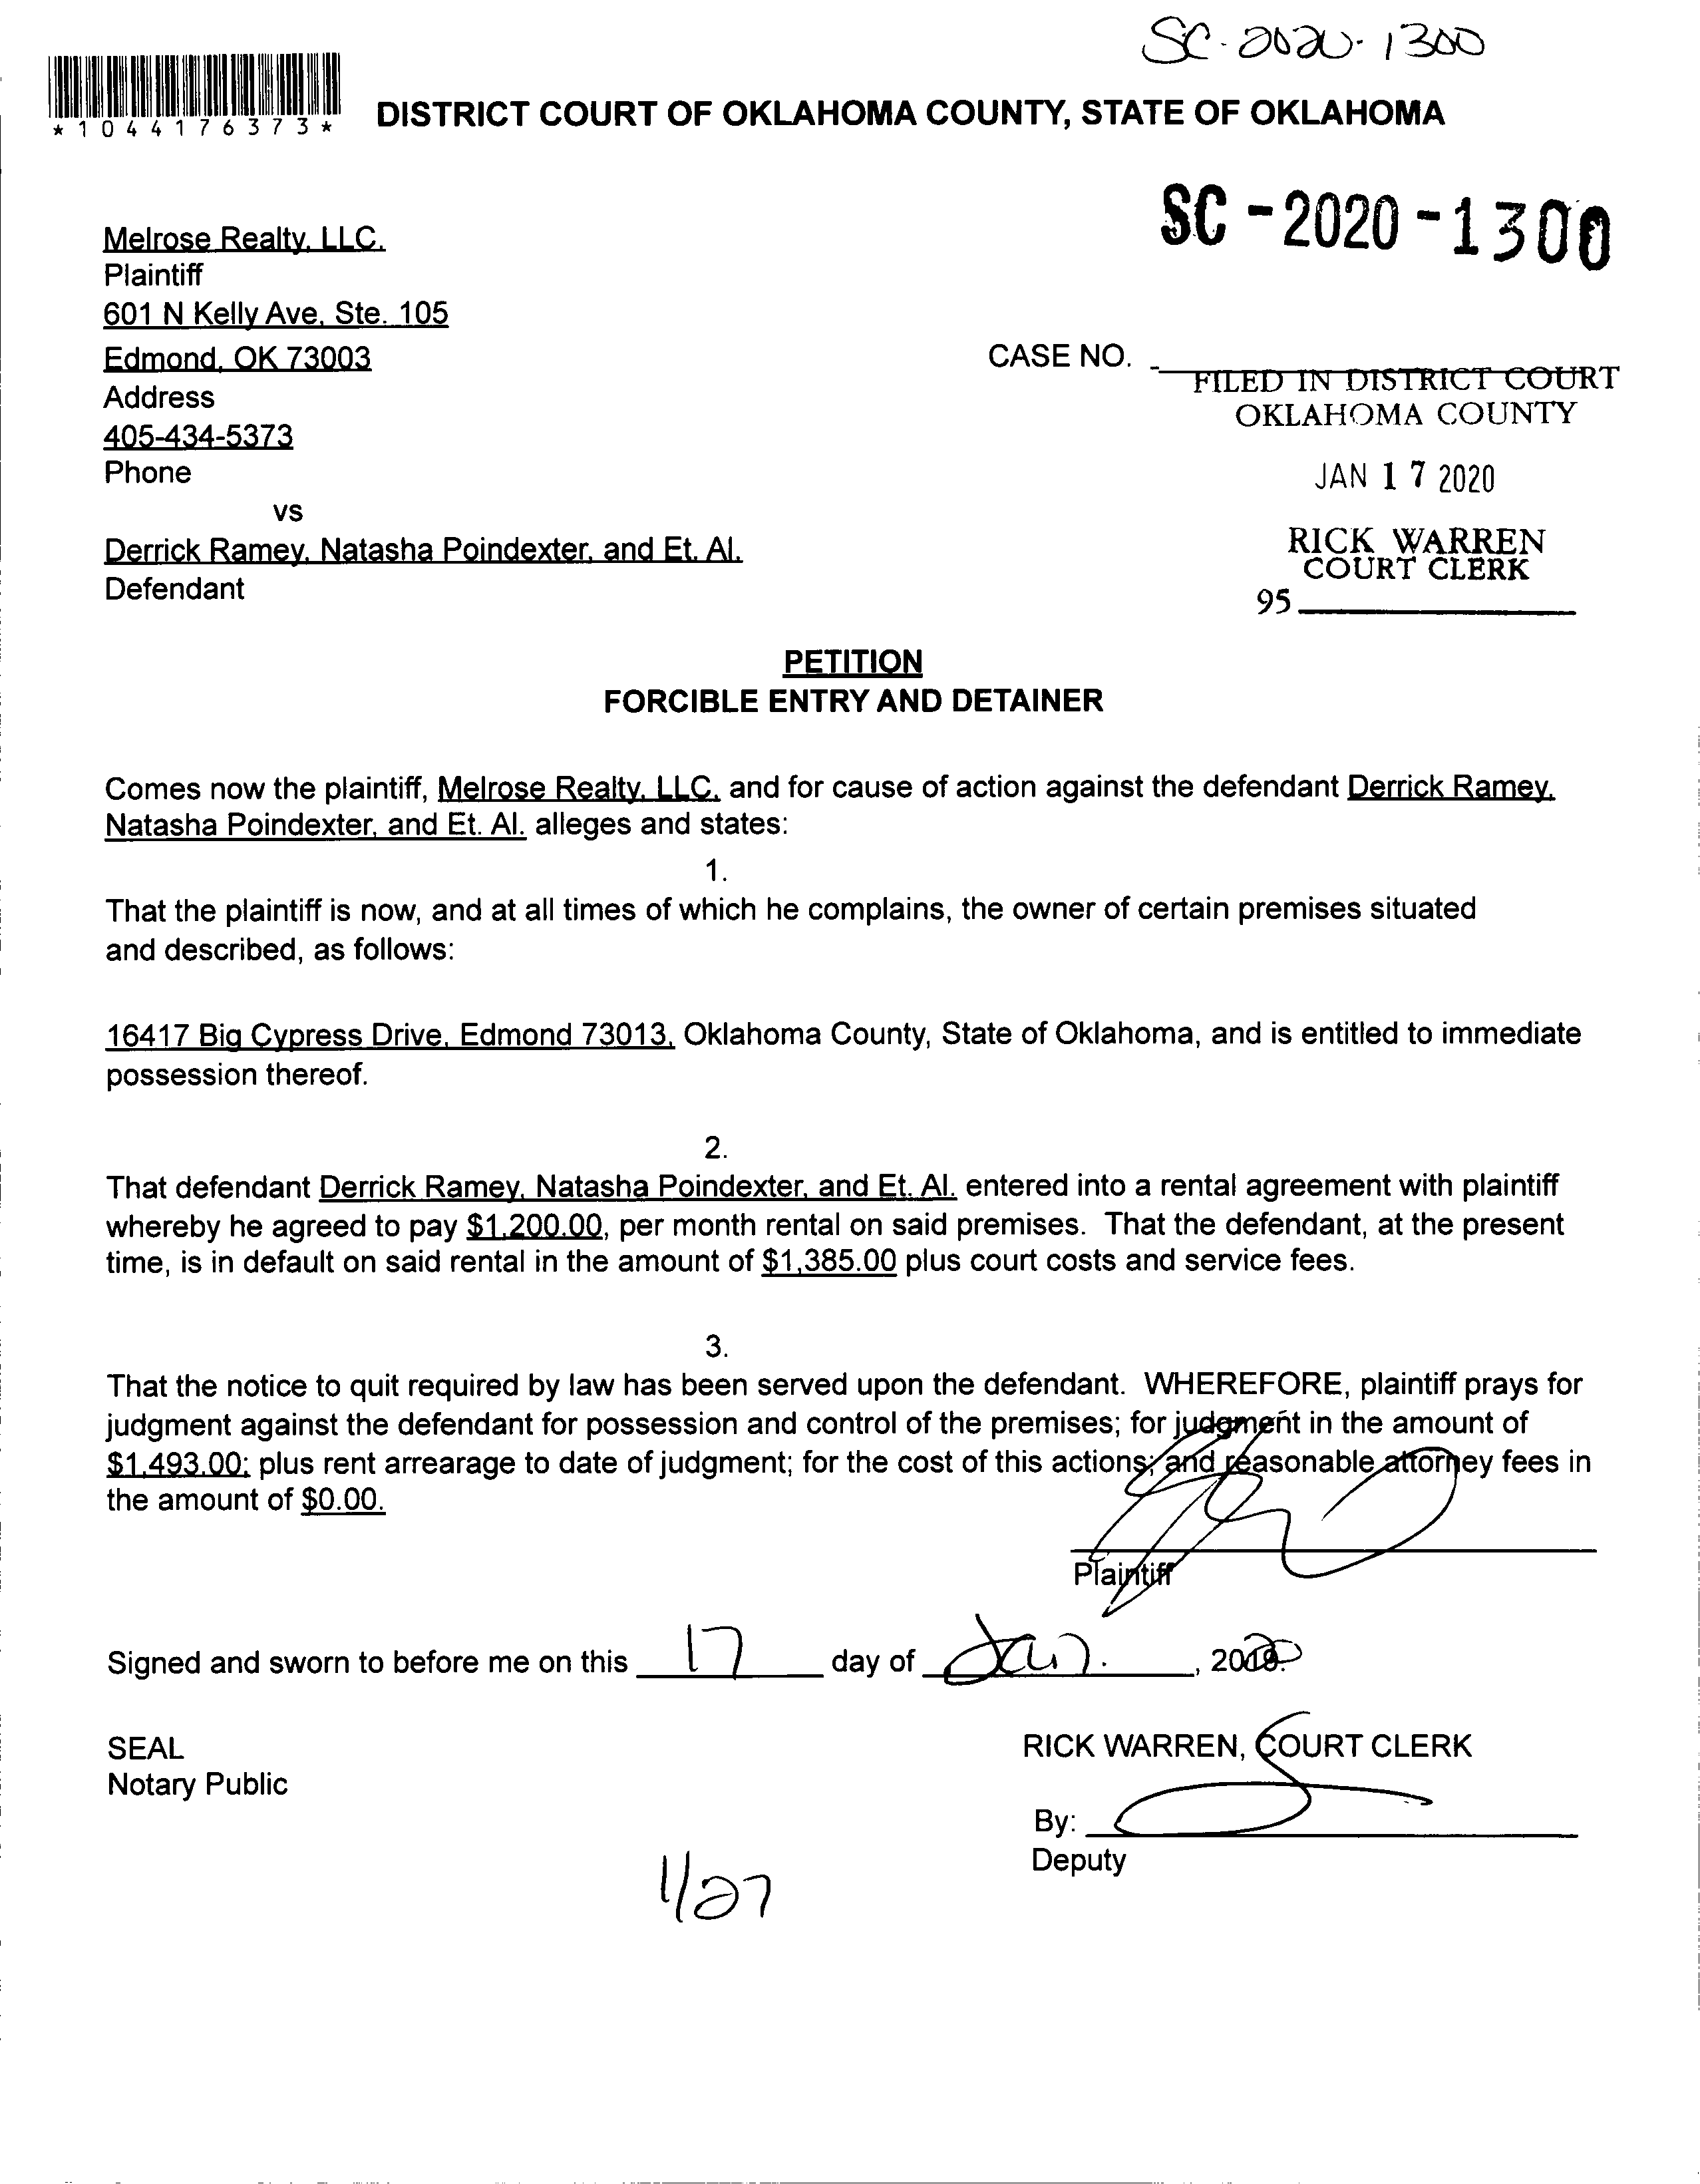 SC-2020-1300
*1044176373*
DISTRICT COURT OF OKLAHOMA COUNTY, STATE OF OKLAHOMA
SC-2020-1300
Melrose Realty, LLC.
Plaintiff
601 N Kelly Ave, Ste. 105
Edmond, OK 73003
Address
405-434-5373
Phone
CASE NO.
FILED IN DISTRICT COURT
OKLAHOMA COUNTY
JAN 17 2020
RICK WARREN
COURT CLERK
95
vs
Derrick Ramey, Natasha Poindexter, and Et. Al.
Defendant
PETITION
FORCIBLE ENTRY AND DETAINER
Comes now the plaintiff, Melrose Realty, LLC, and for cause of action against the defendant Derrick Ramey,
Natasha Poindexter, and Et. Al. alleges and states:
1.
That the plaintiff is now, and at all times of which he complains, the owner of certain premises situated
and described, as follows:
16417 Big Cypress Drive, Edmond 73013, Oklahoma County, State of Oklahoma, and is entitled to immediate
possession thereof.
2.
That defendant Derrick Ramey, Natasha Poindexter, and Et. Al. entered into a rental agreement with plaintiff
whereby he agreed to pay $1,200.00, per month rental on said premises. That the defendant, at the present
time, is in default on said rental in the amount of $1,385.00 plus court costs and service fees.
3.
That the notice to quit required by law has been served upon the defendant. WHEREFORE, plaintiff prays for
judgment against the defendant for possession and control of the premises; for judgment in the amount of
$1,493.00; plus rent arrearage to date of judgment; for the cost of this actions; and reasonable attorney fees in
the amount of $0.00.
Plaintiff
Signed and sworn to before me on this 17 day of Jan. , 2020
SEAL
Notary Public
RICK WARREN, COURT CLERK
By:
Deputy
1/27